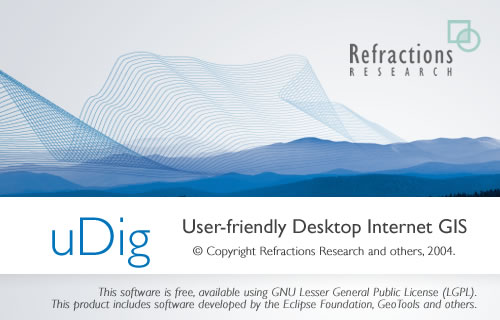 Refractions
RESEARCH
uDig
User-friendly Desktop Internet GIS
© Copyright Refractions Research and others, 2004.
This software is free, available using GNU Lesser General Public License (LGPL).
This product includes software developed by the Eclipse Foundation, GeoTools and others.